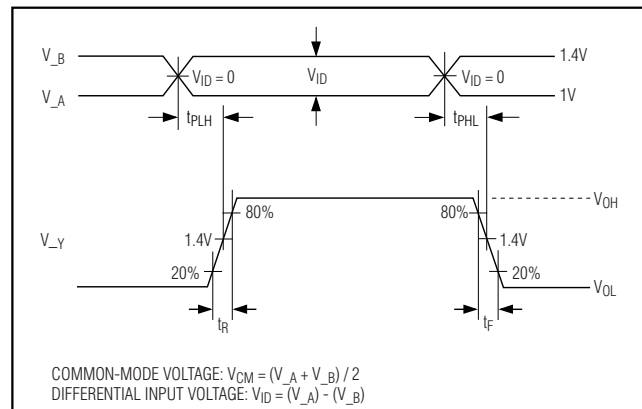 V_B
V_A
V_ID = 0
V_ID
V_ID = 0
1.4V
1V
t_PLH
t_PHL
V_Y
80%
1.4V
20%
80%
1.4V
20%
V_OH
V_OL
t_R
t_F
COMMON-MODE VOLTAGE: V_CM = (V_A + V_B) / 2
DIFFERENTIAL INPUT VOLTAGE: V_ID = (V_A) - (V_B)